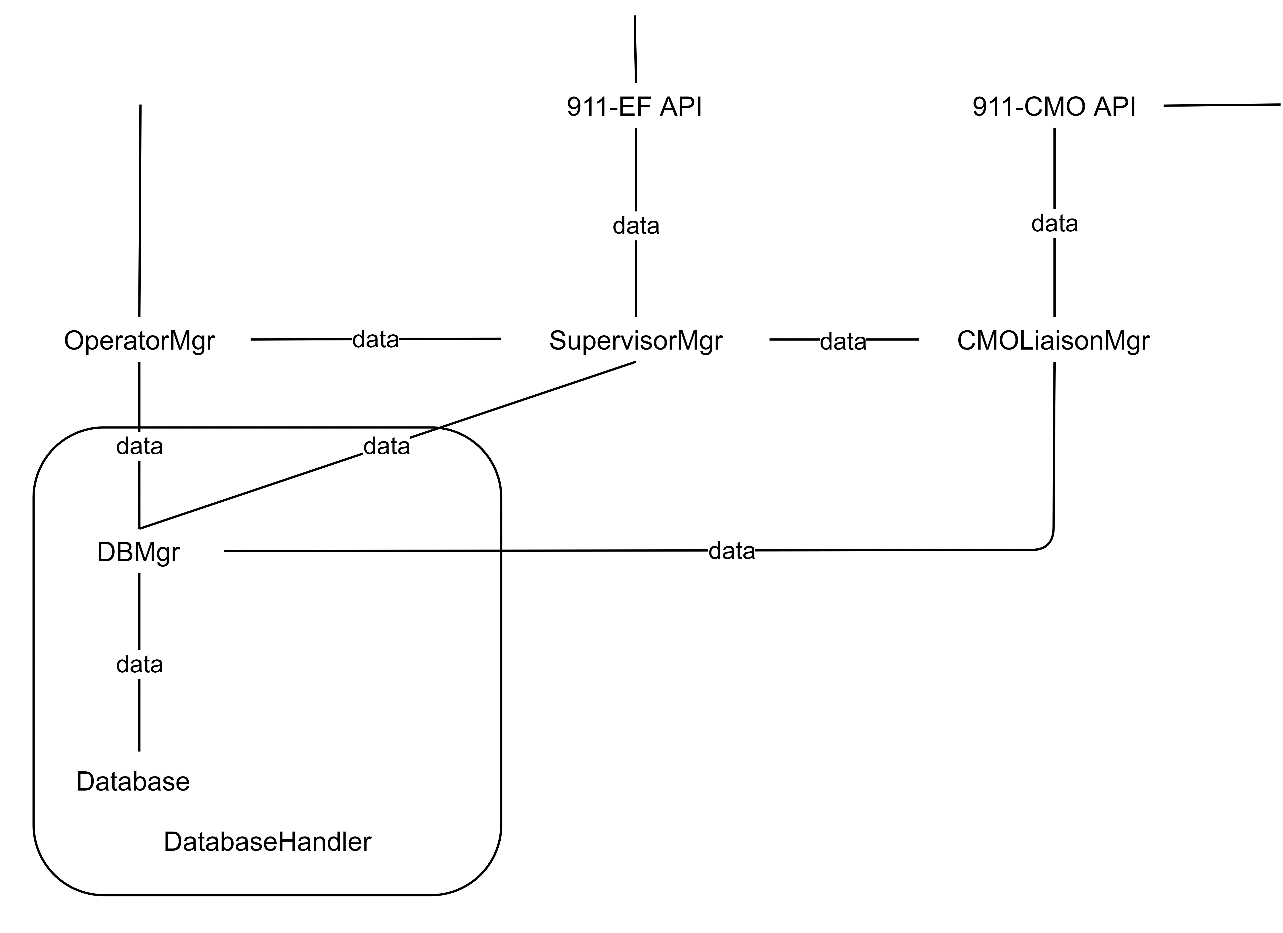 911-EF API
911-CMO API
data
data
OperatorMgr
data
SupervisorMgr
data
CMOLiaisonMgr
data
data
DBMgr
data
data
Database
DatabaseHandler